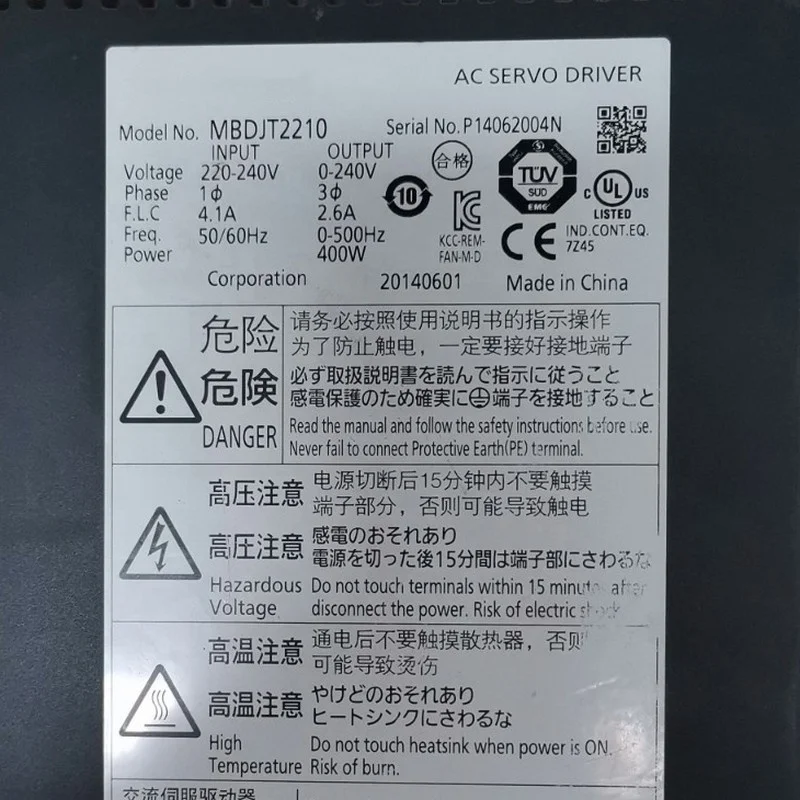 AC SERVO DRIVER
Model No. MBDJT2210 Serial No. P14062004N
INPUT OUTPUT
Voltage 220-240V 0-240V
Phase 1ϕ 3ϕ
F.L.C 4.1A 2.6A
Freq. 50/60Hz 0-500Hz
Power 400W
合格
10
KCC-REM-
FAN-M-D
TÜV
SÜD
EMC
CE
C UL US
LISTED
IND.CONT.EQ.
7Z45
Corporation 20140601 Made in China
危险
危険
DANGER
请务必按照使用说明书的指示操作
为了防止触电，一定要接好接地端子
必ず取扱説明書を読んで指示に従うこと
感電保護のため確実に⏚端子を接地すること
Read the manual and follow the safety instructions before use.
Never fail to connect Protective Earth(PE) terminal.
高压注意
电源切断后15分钟内不要触摸
端子部分，否则可能导致触电
高圧注意
感電のおそれあり
電源を切った後15分間は端子部にさわるな
Hazardous
Voltage
Do not touch terminals within 15 minutes after
disconnect the power. Risk of electric shock
高温注意
通电后不要触摸散热器，否则
可能导致烫伤
高温注意
やけどのおそれあり
ヒートシンクにさわるな
High
Temperature
Do not touch heatsink when power is ON.
Risk of burn.
交流伺服驱动器